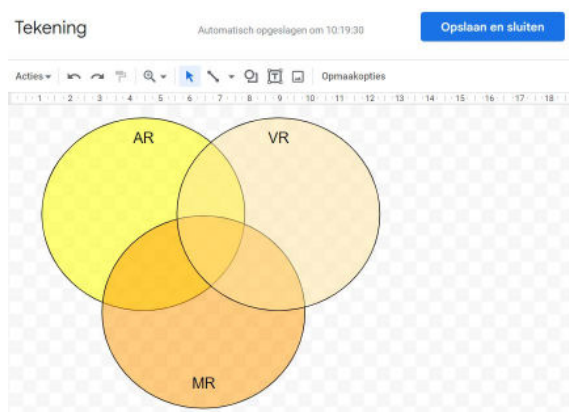 Tekening
Automatisch opgeslagen om 10:19:30
Opslaan en sluiten
Acties
Opmaakopties
1 2 3 4 5 6 7 8 9 10 11 12 13 14 15 16 17 18
AR
VR
MR